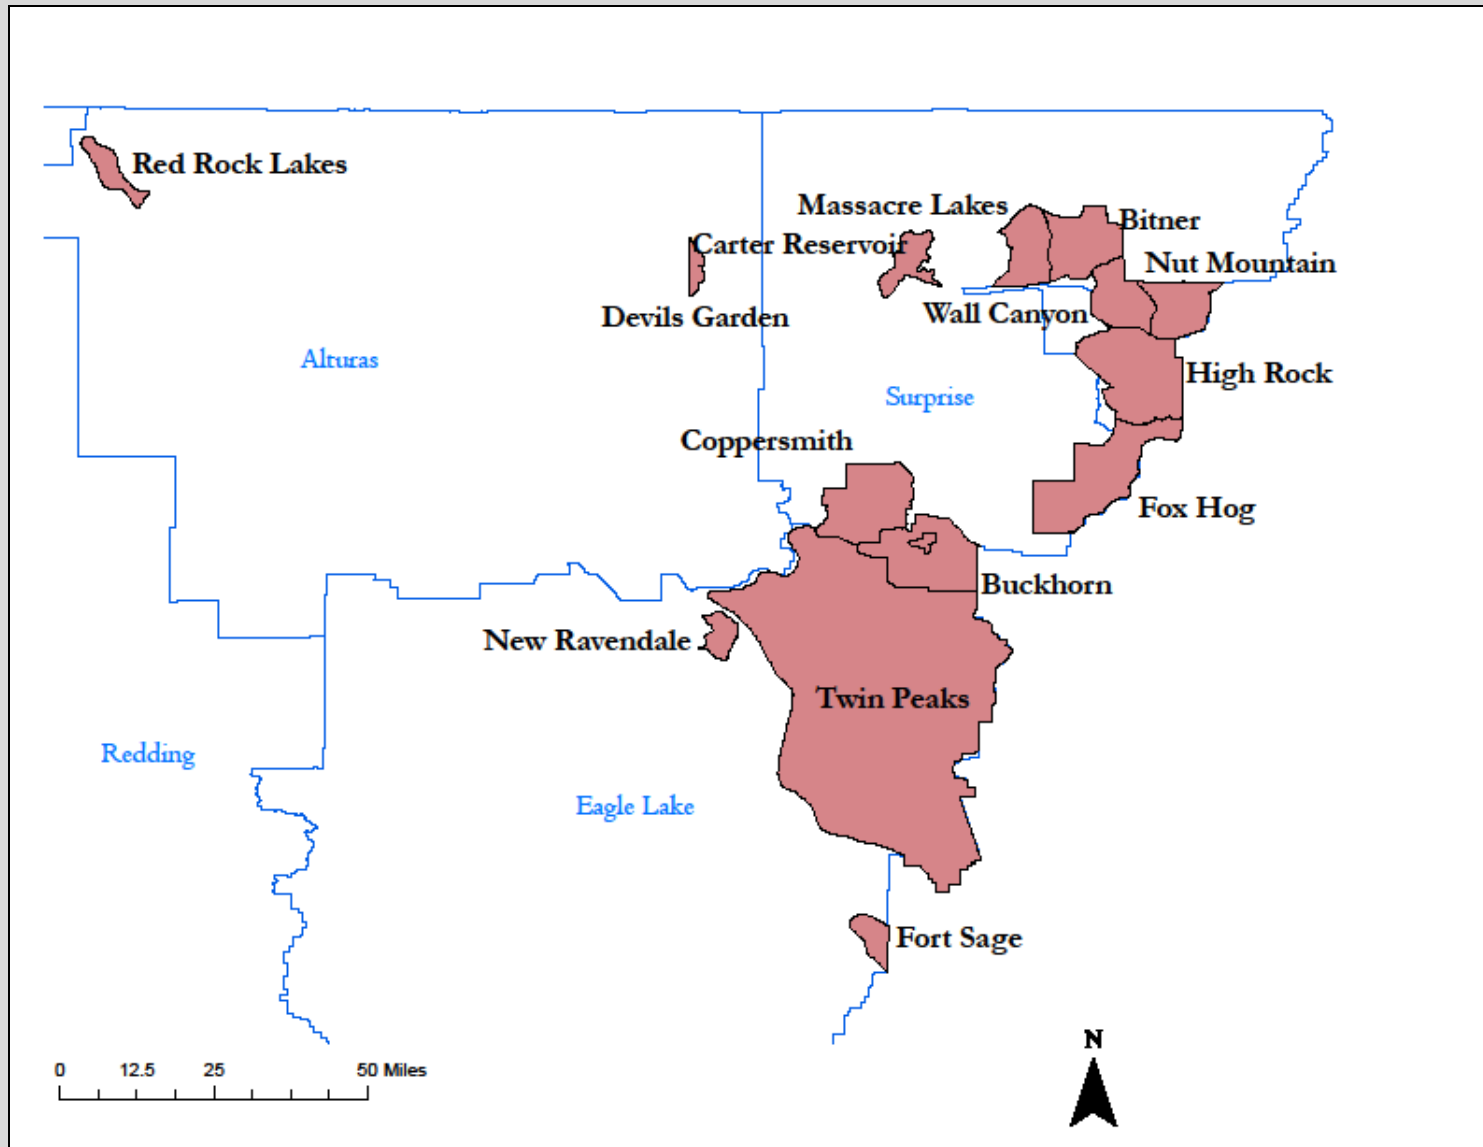 Red Rock Lakes
Massacre Lakes
Bitner
Carter Reservoir
Nut Mountain
Devils Garden
Wall Canyon
Alturas
High Rock
Surprise
Coppersmith
Fox Hog
Buckhorn
New Ravendale
Twin Peaks
Redding
Eagle Lake
Fort Sage
N
0 12.5 25 50 Miles